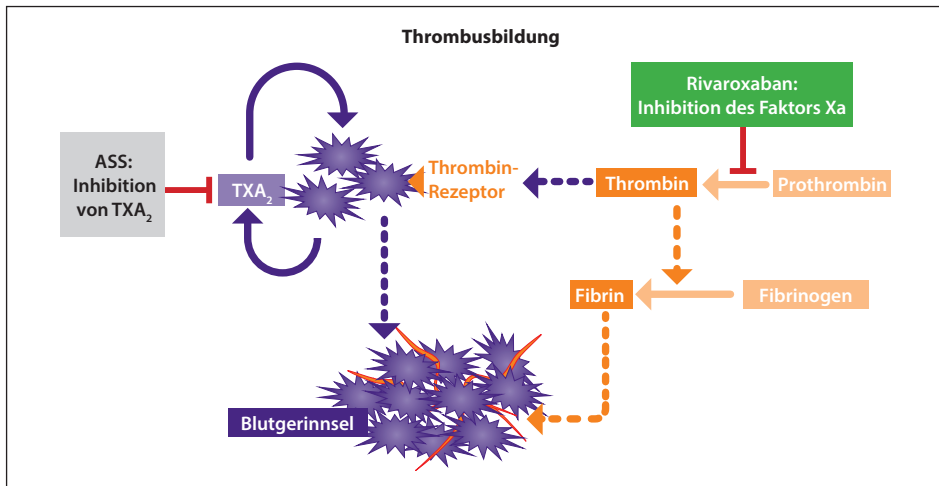 Thrombusbildung
Rivaroxaban:
Inhibition des Faktors Xa
ASS:
Inhibition
von TXA₂
TXA₂
Thrombin-
Rezeptor
Thrombin
Prothrombin
Fibrin
Fibrinogen
Blutgerinnsel